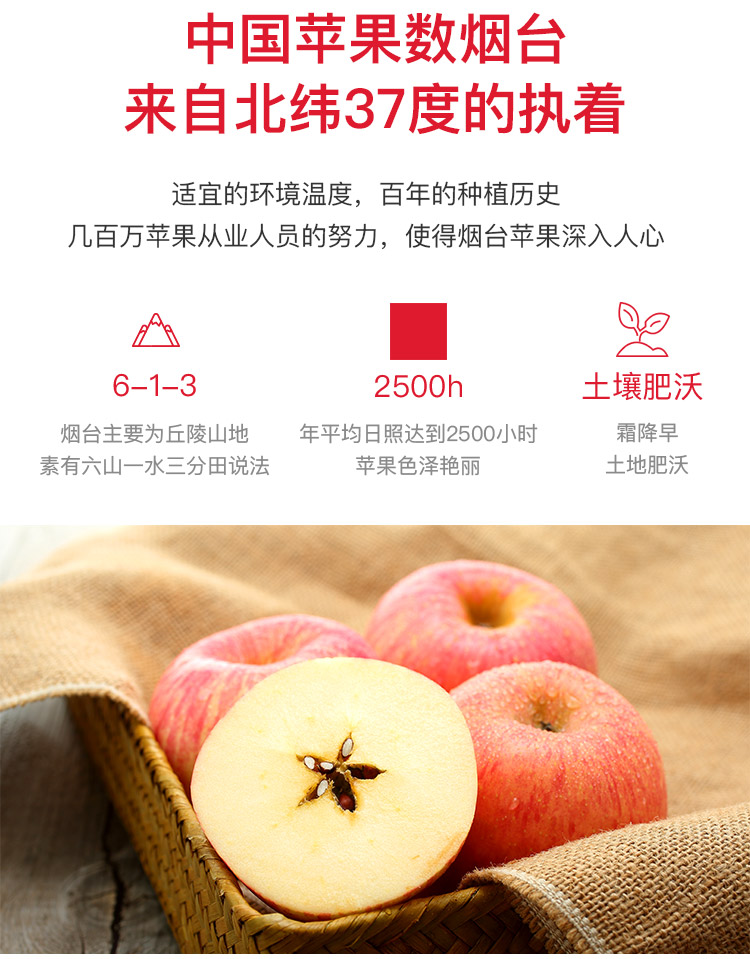 中国苹果数烟台
来自北纬37度的执着
适宜的环境温度，百年的种植历史
几百万苹果从业人员的努力，使得烟台苹果深入人心
6-1-3
2500h
土壤肥沃
烟台主要为丘陵山地
素有六山一水三分田说法
年平均日照达到2500小时
苹果色泽艳丽
霜降早
土地肥沃